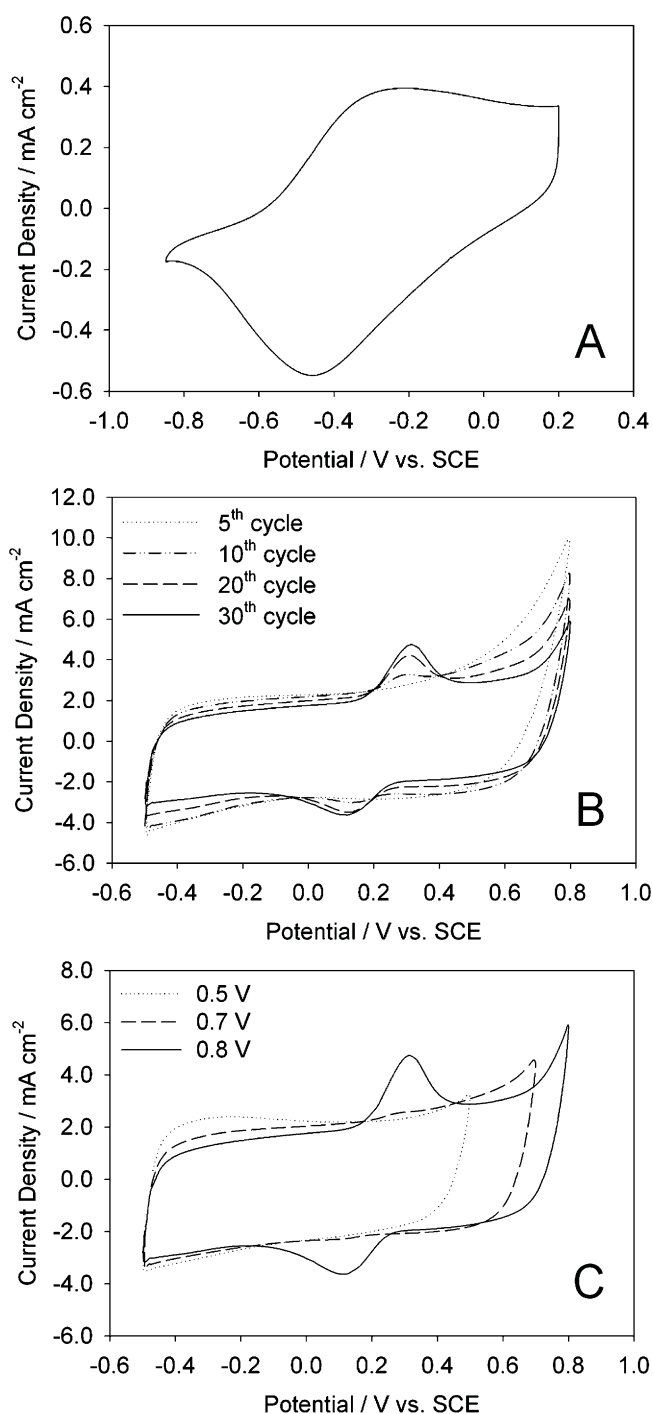 0.6
0.4
0.2
0.0
-0.2
-0.4
-0.6
Current Density / mA cm-2
A
-1.0 -0.8 -0.6 -0.4 -0.2 0.0 0.2 0.4
Potential / V vs. SCE
12.0
10.0
8.0
6.0
4.0
2.0
0.0
-2.0
-4.0
-6.0
Current Density / mA cm-2
5th cycle
10th cycle
20th cycle
30th cycle
B
-0.6 -0.4 -0.2 0.0 0.2 0.4 0.6 0.8 1.0
Potential / V vs. SCE
8.0
6.0
4.0
2.0
0.0
-2.0
-4.0
-6.0
Current Density / mA cm-2
0.5 V
0.7 V
0.8 V
C
-0.6 -0.4 -0.2 0.0 0.2 0.4 0.6 0.8 1.0
Potential / V vs. SCE